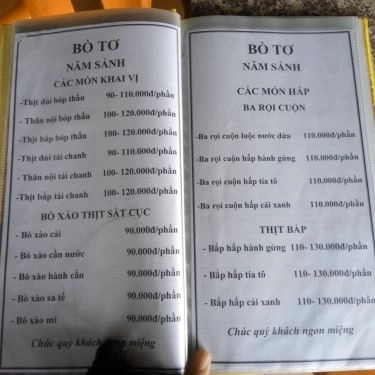 BÒ TƠ
NĂM SÁNH
CÁC MÓN KHAI VỊ
-Thịt đùi bóp thấu 90- 110.000đ/phần
- Thăn nội bóp thấu 100- 120.000đ/phần
-Thịt bắp bóp thấu 100- 120.000đ/phần
-Thịt đùi tái chanh 90- 110.000đ/phần
- Thăn nội tái chanh 100- 120.000đ/phần
-Thịt bắp tái chanh 100- 120.000đ/phần
BÒ XÀO THỊT SẮT CỤC
- Bò xào cải 90.000đ/phần
- Bò xào cần nước 90.000đ/phần
- Bò xào hành cần 90.000đ/phần
- Bò xào sa tế 90.000đ/phần
- Bò xào mì 90.000đ/phần
Chúc quý khách ngon miệng
BÒ TƠ
NĂM SÁNH
CÁC MÓN HẤP
BA RỌI CUỘN
-Ba rọi cuộn luộc nước dừa 110.000đ/phần
-Ba rọi cuộn hấp hành gừng 110.000đ/phần
-Ba rọi cuộn hấp tía tô 110.000đ/phần
-Ba rọi cuộn hấp cải xanh 110.000đ/phần
THỊT BẮP
- Bắp hấp hành gừng 110- 130.000đ/phần
- Bắp hấp tía tô 110- 130.000đ/phần
- Bắp hấp cải xanh 110- 130.000đ/phần
Chúc quý khách ngon miệng